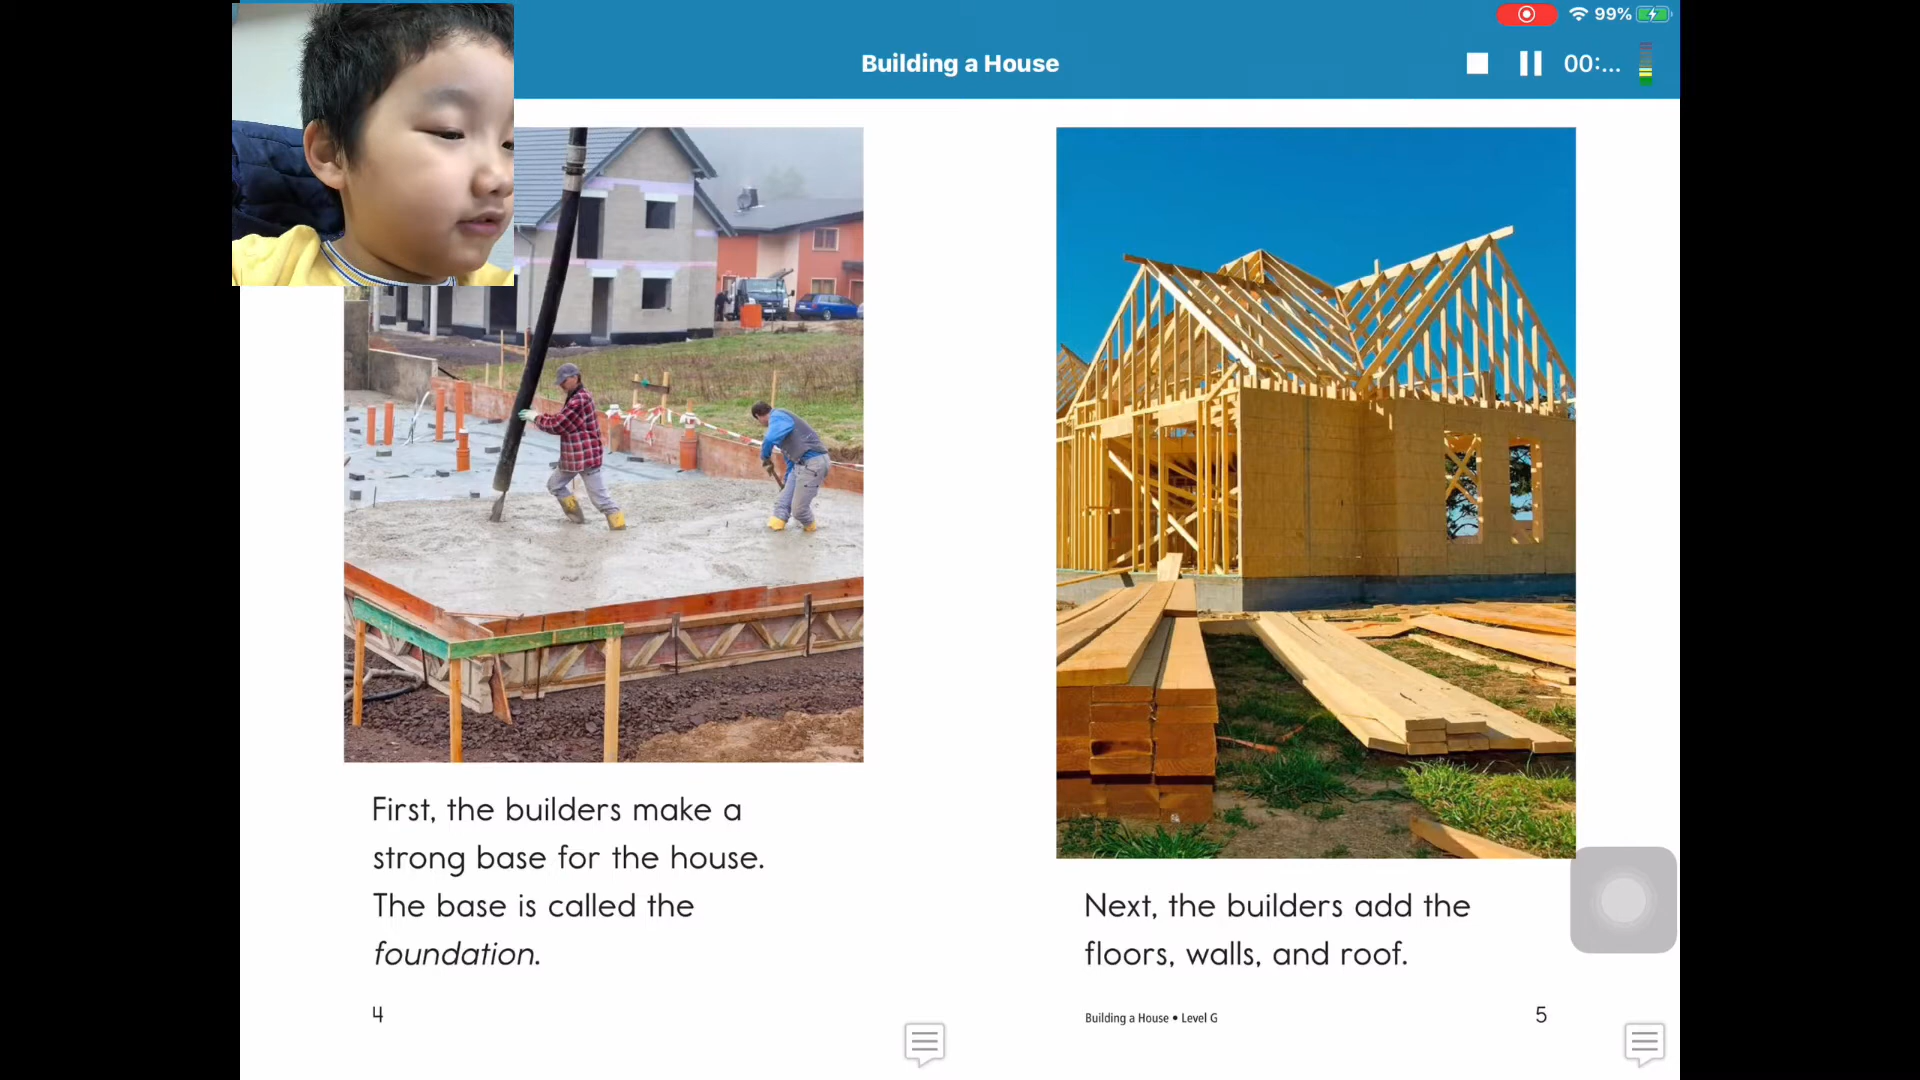 99%
Building a House
00:...
First, the builders make a
strong base for the house.
The base is called the
foundation.
4
Next, the builders add the
floors, walls, and roof.
Building a House • Level G
5